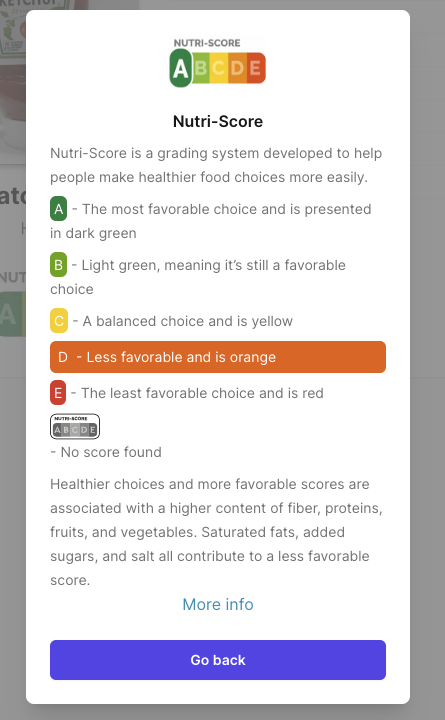 KETCHUP
NUTRI-SCORE
A B C D E
Nutri-Score
Nutri-Score is a grading system developed to help
people make healthier food choices more easily.
A - The most favorable choice and is presented
in dark green
B - Light green, meaning it’s still a favorable
choice
C - A balanced choice and is yellow
D - Less favorable and is orange
E - The least favorable choice and is red
NUTRI-SCORE
A B C D E
- No score found
Healthier choices and more favorable scores are
associated with a higher content of fiber, proteins,
fruits, and vegetables. Saturated fats, added
sugars, and salt all contribute to a less favorable
score.
More info
Go back